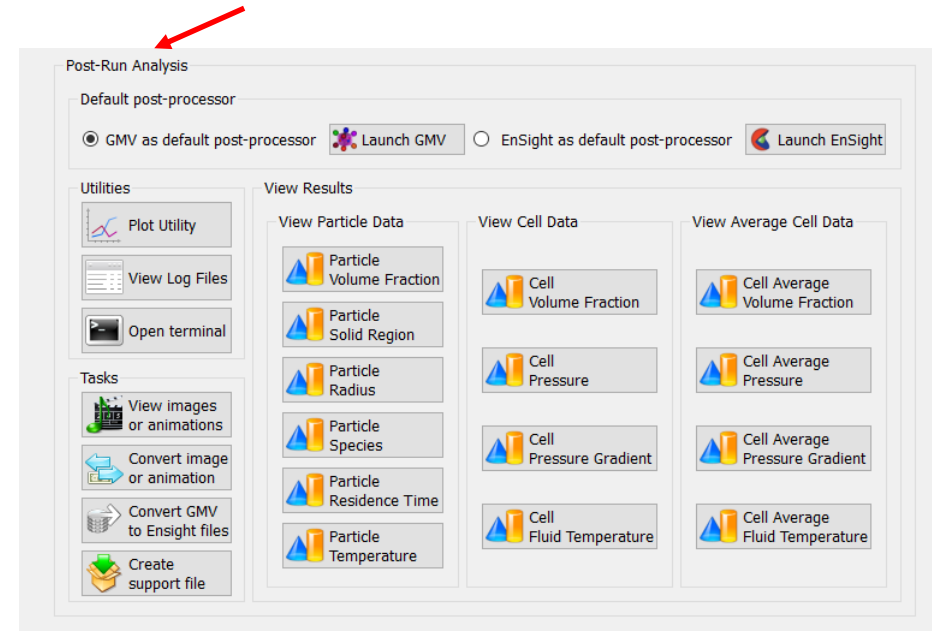 Post-Run Analysis
Default post-processor
GMV as default post-processor
Launch GMV
EnSight as default post-processor
Launch EnSight
Utilities
Plot Utility
View Log Files
Open terminal
Tasks
View images
or animations
Convert image
or animation
Convert GMV
to Ensight files
Create
support file
View Results
View Particle Data
Particle
Volume Fraction
Particle
Solid Region
Particle
Radius
Particle
Species
Particle
Residence Time
Particle
Temperature
View Cell Data
Cell
Volume Fraction
Cell
Pressure
Cell
Pressure Gradient
Cell
Fluid Temperature
View Average Cell Data
Cell Average
Volume Fraction
Cell Average
Pressure
Cell Average
Pressure Gradient
Cell Average
Fluid Temperature